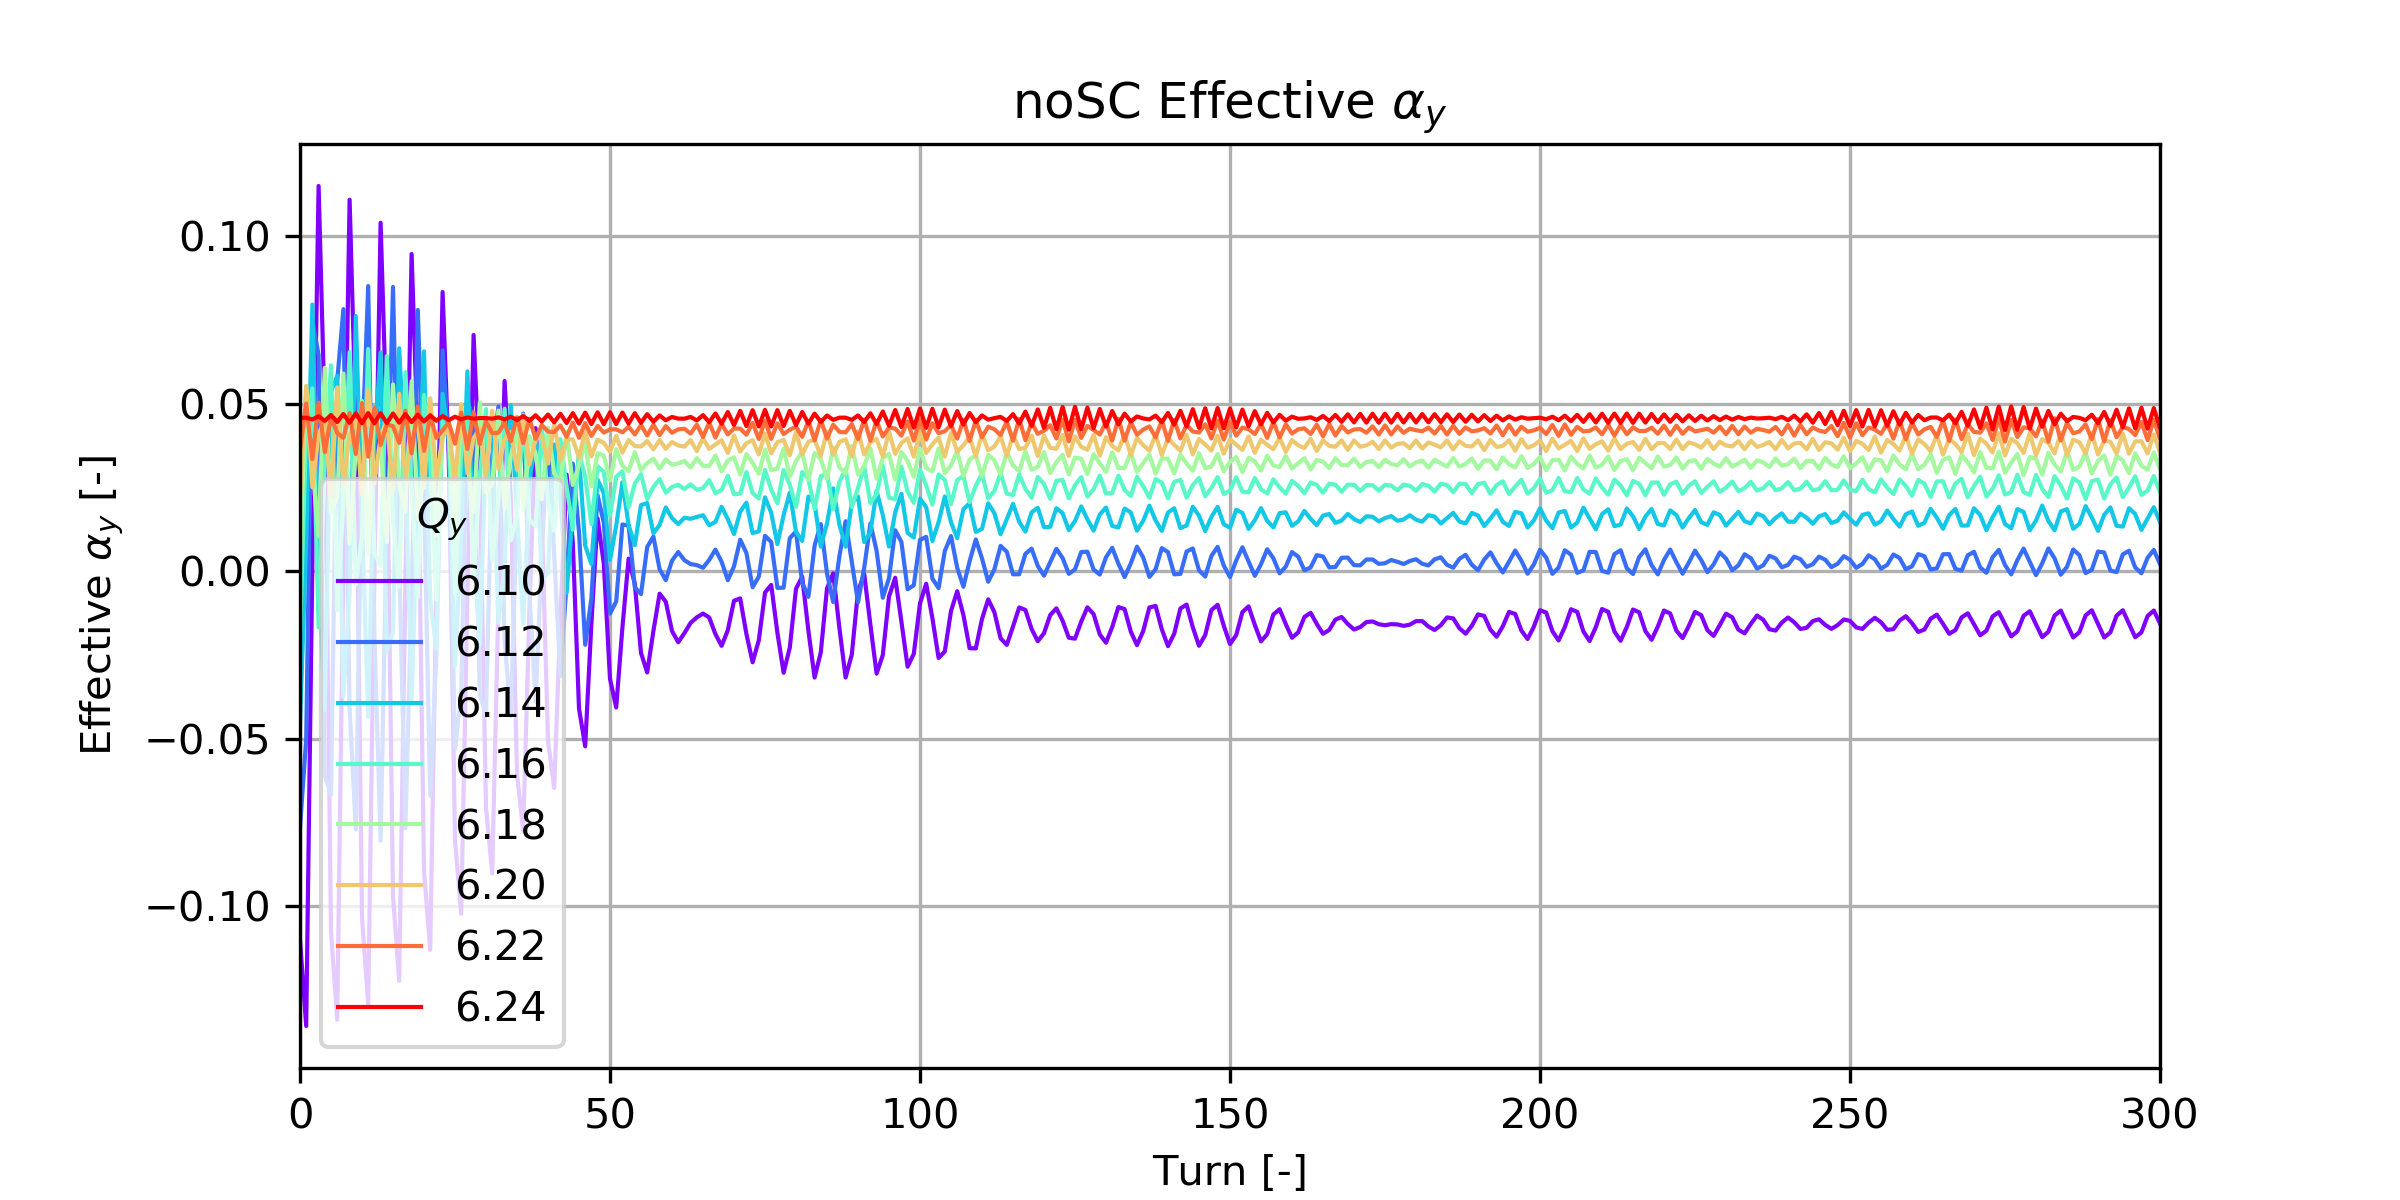 noSC Effective αy
Effective αy [-]
0.10
0.05
0.00
−0.05
−0.10
Qy
6.10
6.12
6.14
6.16
6.18
6.20
6.22
6.24
0 50 100 150 200 250 300
Turn [-]